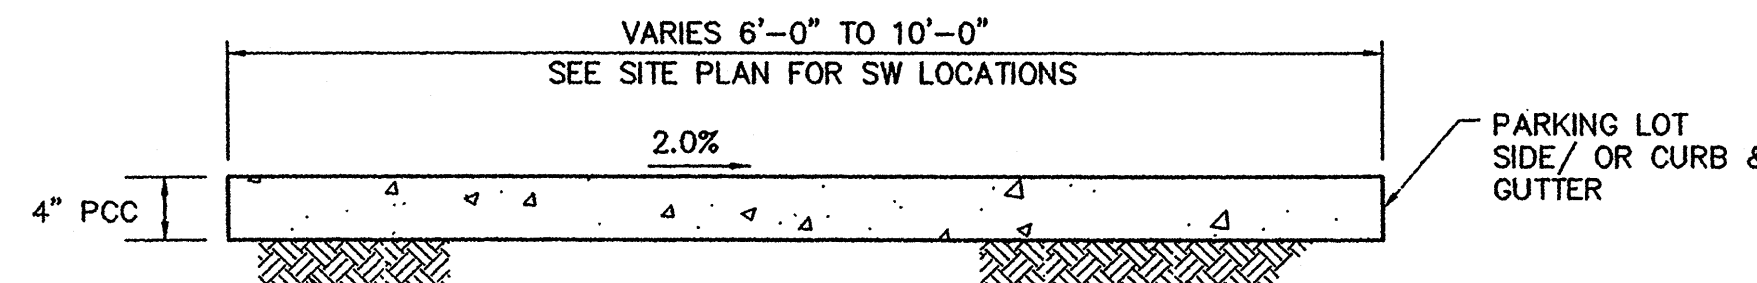 VARIES 6'-0" TO 10'-0"
SEE SITE PLAN FOR SW LOCATIONS
2.0%
PARKING LOT
SIDE/ OR CURB &
GUTTER
4" PCC